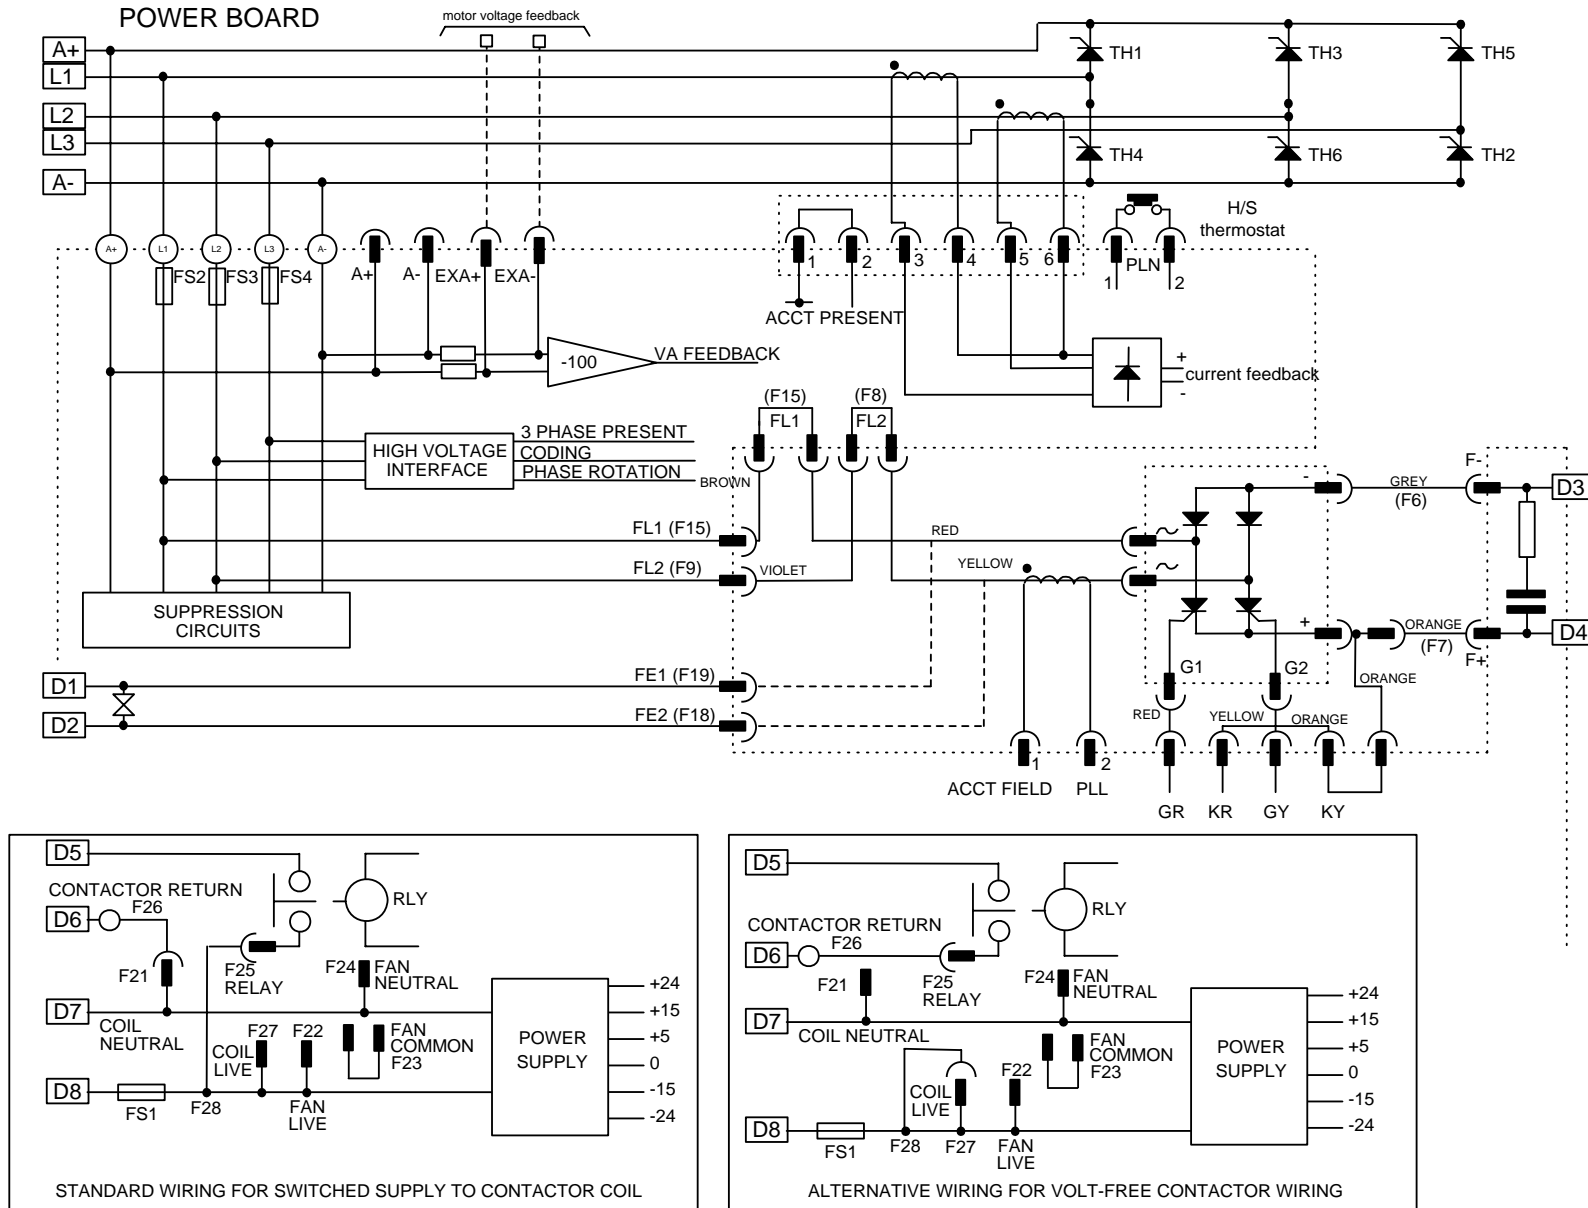 POWER BOARD
motor voltage feedback
A+
L1
L2
L3
A-
TH1
TH3
TH5
TH4
TH6
TH2
H/S
thermostat
A+
L1
L2
L3
A-
FS2
FS3
FS4
A+
A-
EXA+
EXA-
1
2
3
4
5
6
PLN
1
2
ACCT PRESENT
-100
VA FEEDBACK
+
current feedback
-
(F15)
(F8)
FL1
FL2
HIGH VOLTAGE
INTERFACE
3 PHASE PRESENT
CODING
PHASE ROTATION
BROWN
FL1 (F15)
RED
FL2 (F9)
VIOLET
YELLOW
-
GREY
(F6)
F-
D3
SUPPRESSION
CIRCUITS
+
ORANGE
(F7)
F+
D4
D1
FE1 (F19)
G1
G2
ORANGE
D2
FE2 (F18)
RED
YELLOW
ORANGE
1
2
ACCT FIELD
PLL
GR
KR
GY
KY
D5
CONTACTOR RETURN
D6
F26
RLY
F21
F25
RELAY
F24
FAN
NEUTRAL
D7
COIL
NEUTRAL
F27
F22
COIL
LIVE
FAN
COMMON
F23
D8
FS1
F28
FAN
LIVE
POWER
SUPPLY
+24
+15
+5
0
-15
-24
STANDARD WIRING FOR SWITCHED SUPPLY TO CONTACTOR COIL
D5
CONTACTOR RETURN
D6
F26
RLY
F21
F25
RELAY
F24
FAN
NEUTRAL
D7
COIL NEUTRAL
FAN
COMMON
F23
F22
COIL
LIVE
D8
FS1
F28
F27
FAN
LIVE
POWER
SUPPLY
+24
+15
+5
0
-15
-24
ALTERNATIVE WIRING FOR VOLT-FREE CONTACTOR WIRING